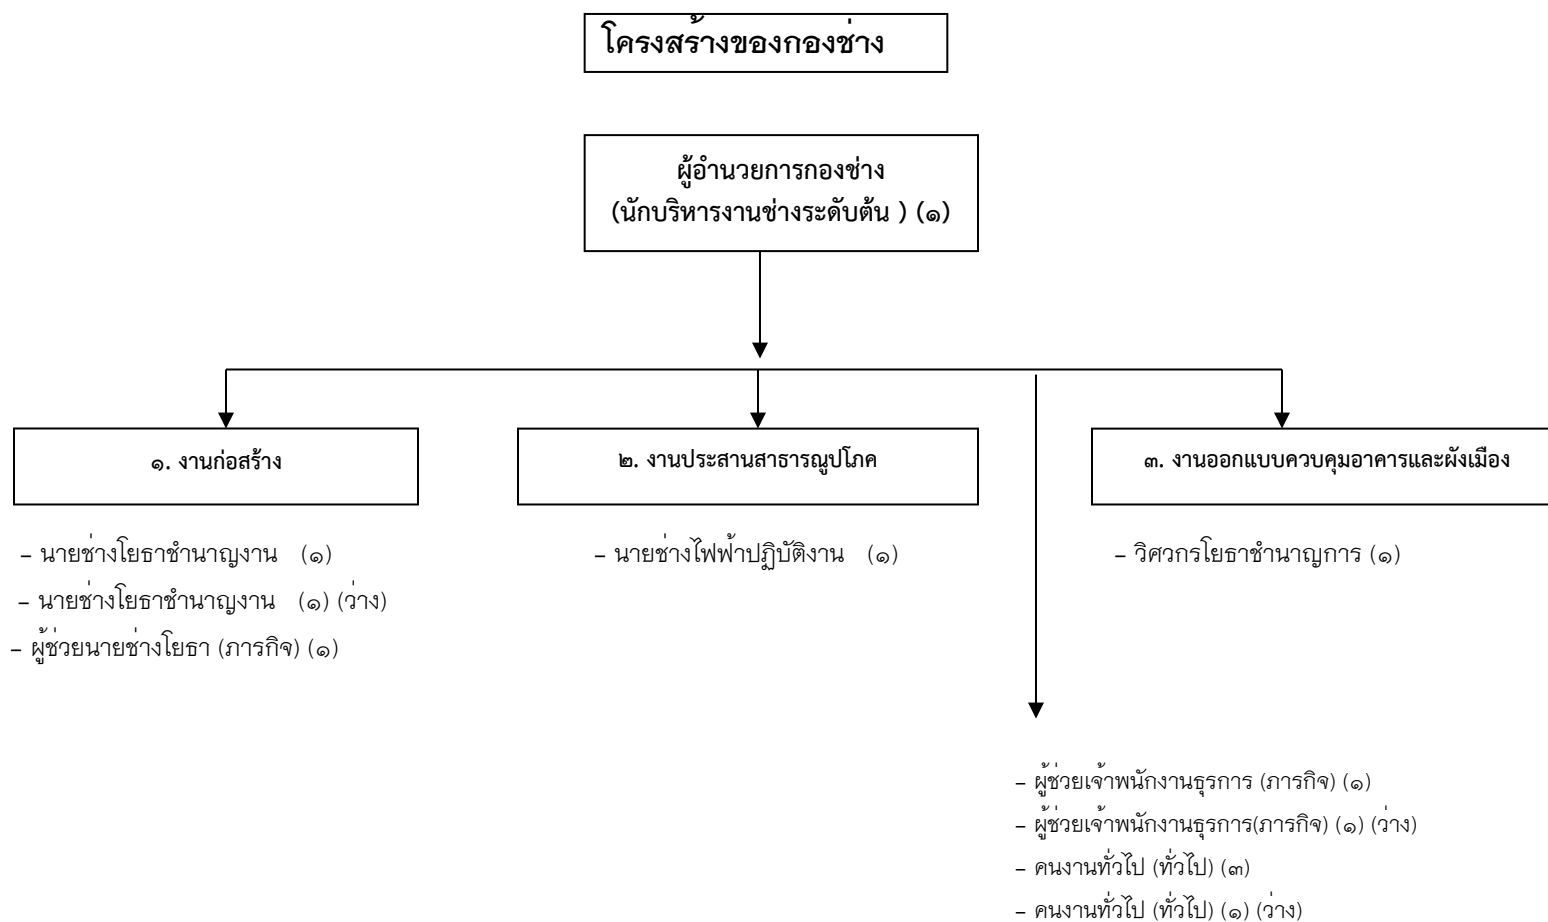 โครงสร้างของกองช่าง
ผู้อำนวยการกองช่าง
(นักบริหารงานช่างระดับต้น ) (๑)
๑. งานก่อสร้าง
๒. งานประสานสาธารณูปโภค
๓. งานออกแบบควบคุมอาคารและผังเมือง
– นายช่างโยธาชำนาญงาน (๑)
– นายช่างโยธาชำนาญงาน (๑) (ว่าง)
– ผู้ช่วยนายช่างโยธา (ภารกิจ) (๑)
– นายช่างไฟฟ้าปฏิบัติงาน (๑)
– วิศวกรโยธาชำนาญการ (๑)
– ผู้ช่วยเจ้าพนักงานธุรการ (ภารกิจ) (๑)
– ผู้ช่วยเจ้าพนักงานธุรการ(ภารกิจ) (๑) (ว่าง)
– คนงานทั่วไป (ทั่วไป) (๓)
– คนงานทั่วไป (ทั่วไป) (๑) (ว่าง)